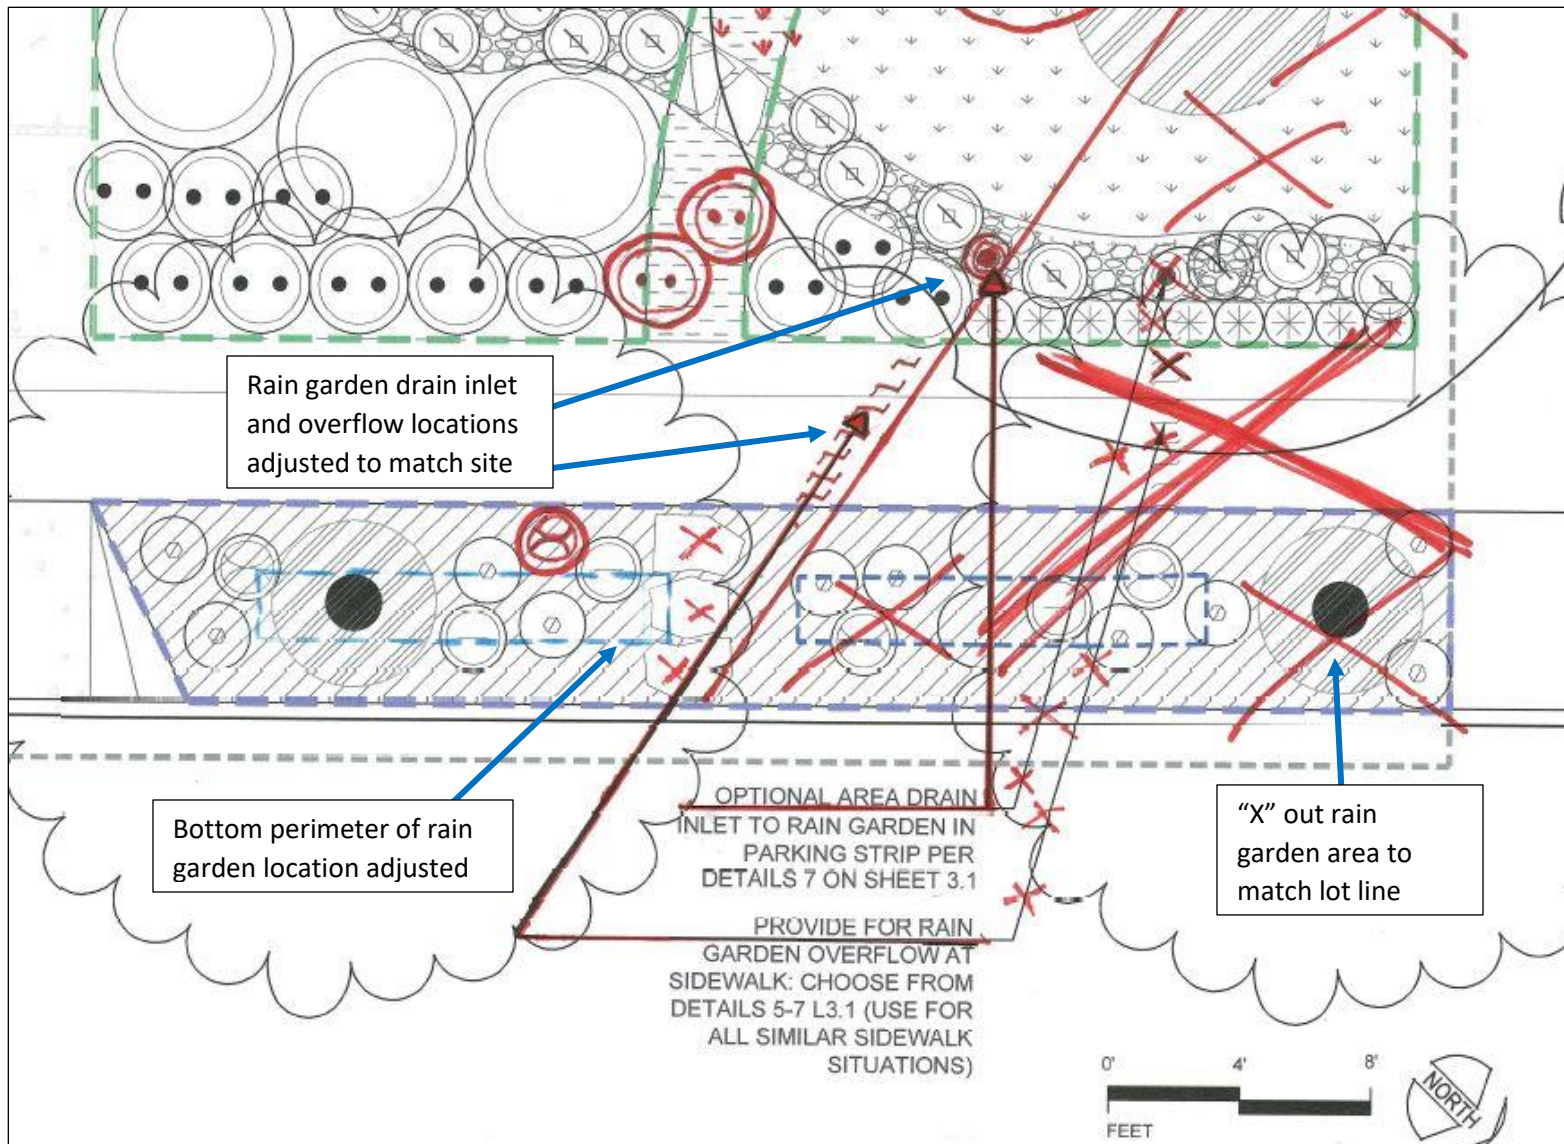 Rain garden drain inlet
and overflow locations
adjusted to match site
Bottom perimeter of rain
garden location adjusted
OPTIONAL AREA DRAIN
INLET TO RAIN GARDEN IN
PARKING STRIP PER
DETAILS 7 ON SHEET 3.1
PROVIDE FOR RAIN
GARDEN OVERFLOW AT
SIDEWALK: CHOOSE FROM
DETAILS 5-7 L3.1 (USE FOR
ALL SIMILAR SIDEWALK
SITUATIONS)
“X” out rain
garden area to
match lot line
0' 4' 8'
FEET
NORTH